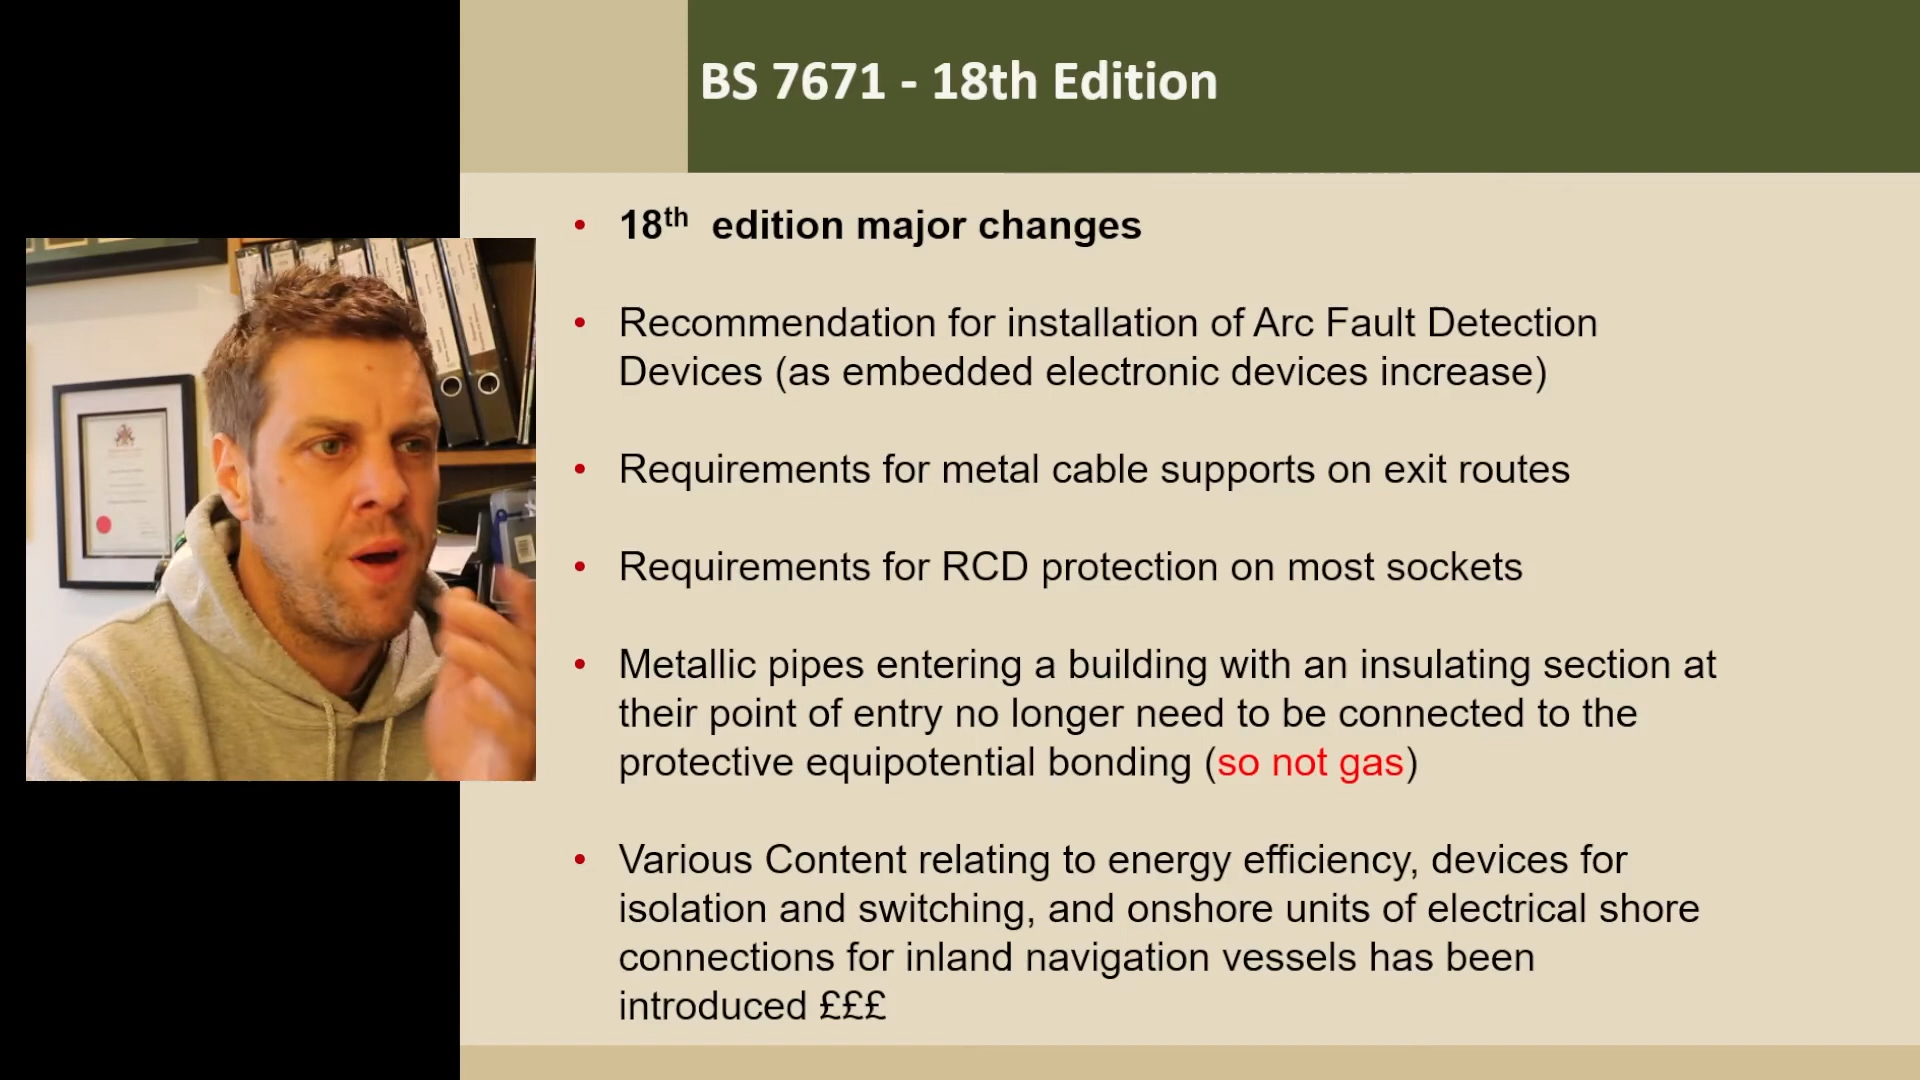 BS 7671 - 18th Edition
• 18th edition major changes
• Recommendation for installation of Arc Fault Detection
Devices (as embedded electronic devices increase)
• Requirements for metal cable supports on exit routes
• Requirements for RCD protection on most sockets
• Metallic pipes entering a building with an insulating section at
their point of entry no longer need to be connected to the
protective equipotential bonding (so not gas)
• Various Content relating to energy efficiency, devices for
isolation and switching, and onshore units of electrical shore
connections for inland navigation vessels has been
introduced £££